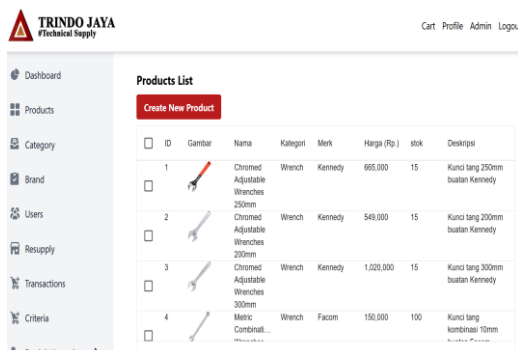 TRINDO JAYA
#Technical Supply
Cart Profile Admin Logou
Dashboard
Products
Category
Brand
Users
Resupply
Transactions
Criteria
Products List
Create New Product
ID Gambar Nama Kategori Merk Harga (Rp.) stok Deskripsi
1 Chromed Wrench Kennedy 665,000 15 Kunci tang 250mm
Adjustable buatan Kennedy
Wrenches
250mm
2 Chromed Wrench Kennedy 549,000 15 Kunci tang 200mm
Adjustable buatan Kennedy
Wrenches
200mm
3 Chromed Wrench Kennedy 1,020,000 15 Kunci tang 300mm
Adjustable buatan Kennedy
Wrenches
300mm
4 Metric Wrench Facom 150,000 100 Kunci tang
Combinati... kombinasi 10mm
Wrenches buatan Facom